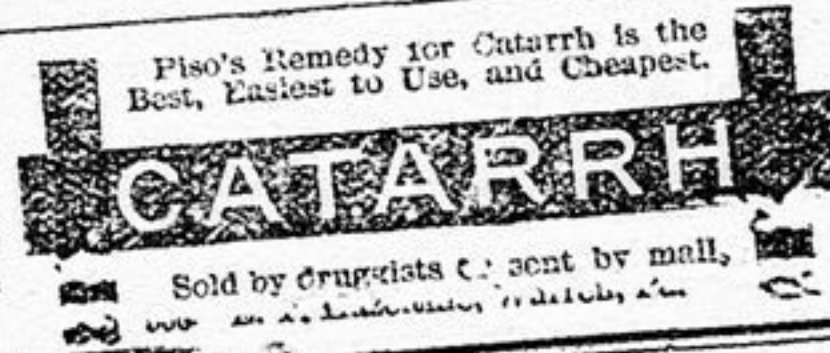 Piso's Remedy for Catarrh is the
Best, Easiest to Use, and Cheapest.
CATARRH
Sold by druggists or sent by mail,